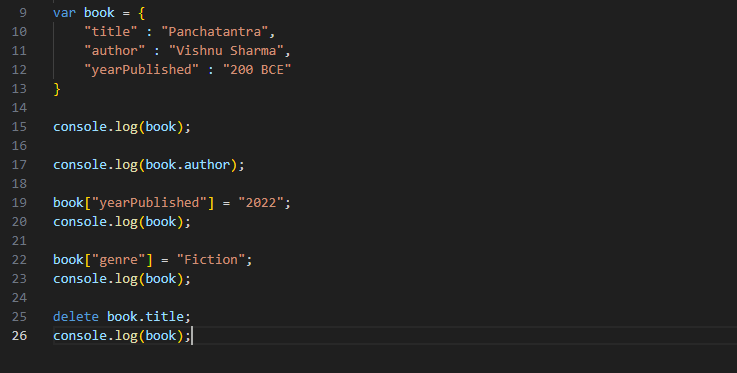 9 var book = {
10 "title" : "Panchatantra",
11 "author" : "Vishnu Sharma",
12 "yearPublished" : "200 BCE"
13 }
14
15 console.log(book);
16
17 console.log(book.author);
18
19 book["yearPublished"] = "2022";
20 console.log(book);
21
22 book["genre"] = "Fiction";
23 console.log(book);
24
25 delete book.title;
26 console.log(book);